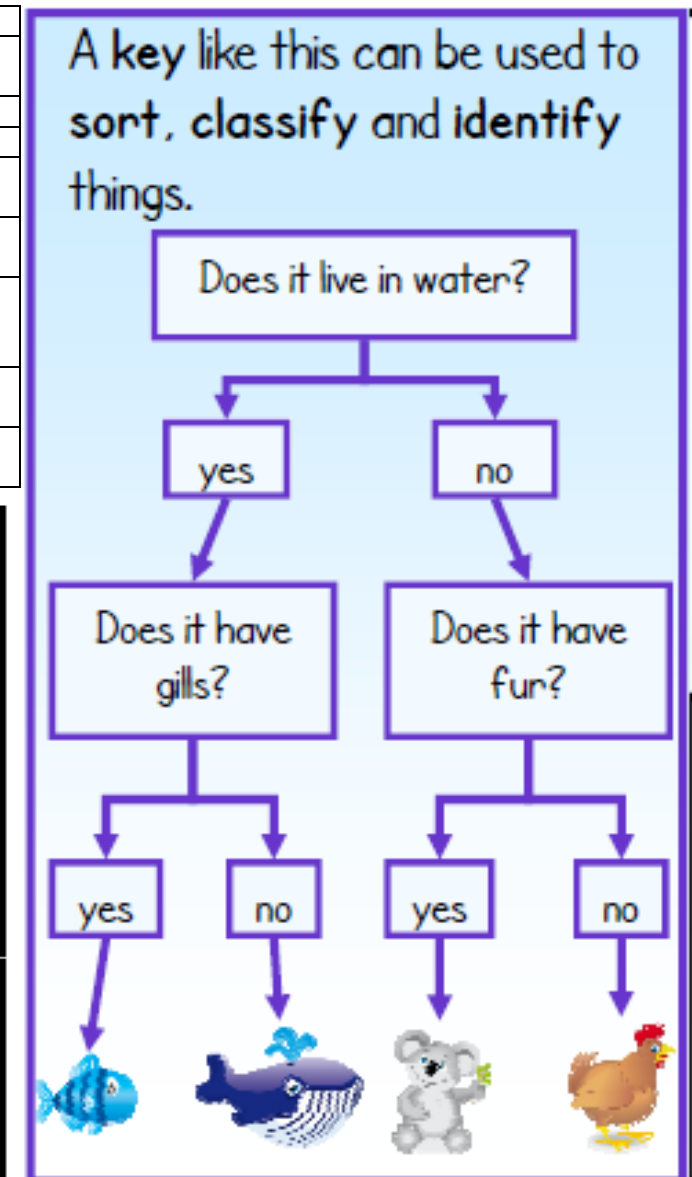 A key like this can be used to
sort, classify and identify
things.
Does it live in water?
yes
no
Does it have
gills?
Does it have
fur?
yes
no
yes
no